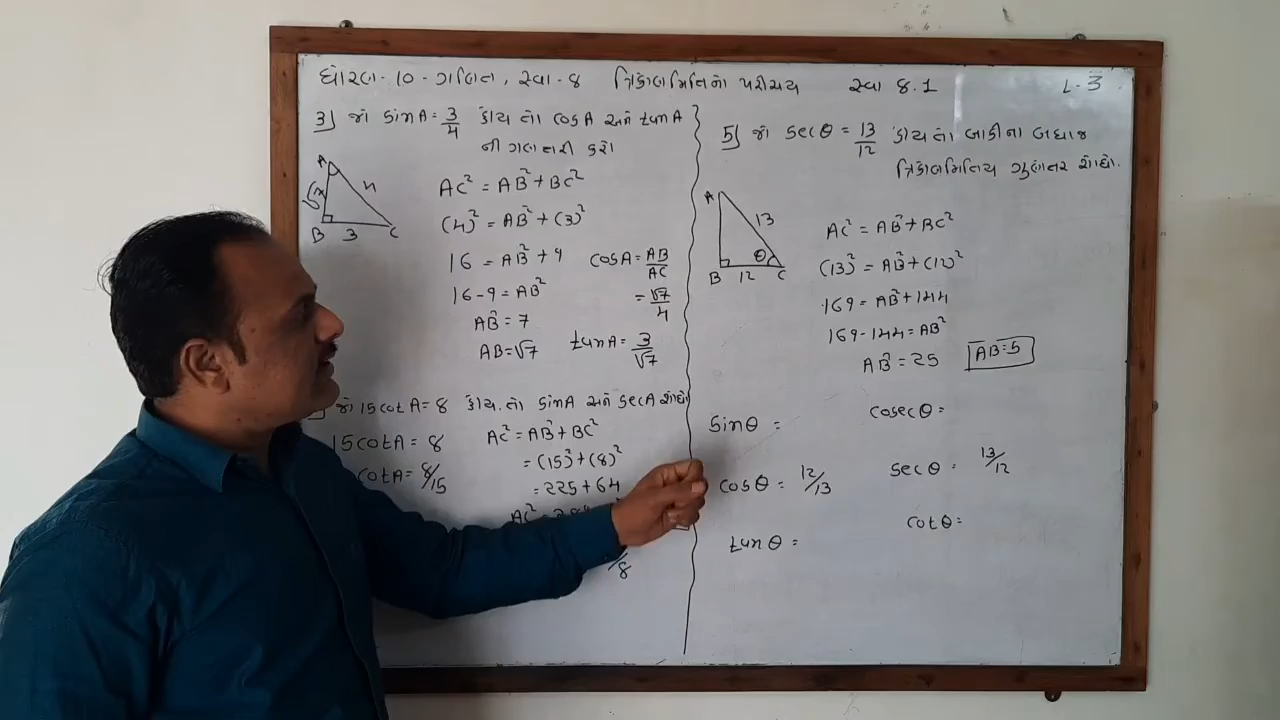 ધોરણ-10-ગણિત, સ્વા-8 ત્રિકોણમિતિનો પરિચય સ્વા 8.1 L-3
3) જો sinA = 3/4 હોય તો cosA અને tanA
ની ગણતરી કરો
A
B 3 C
AC² = AB² + BC²
(4)² = AB² + (3)²
16 = AB² + 9
16 - 9 = AB²
AB² = 7
AB = √7
cosA = AB/AC
= √7/4
tanA = 3/√7
જો 15cotA = 8 હોય તો sinA અને secA શોધો
15cotA = 8
cotA = 8/15
AC² = AB² + BC²
= (15)² + (8)²
= 225 + 64
AC² =
/8
5) જો secθ = 13/12 હોય તો બાકીના બધાજ
ત્રિકોણમિતિય ગુણોત્તર શોધો.
A
13
θ
B 12 C
AC² = AB² + BC²
(13)² = AB² + (12)²
169 = AB² + 144
169 - 144 = AB²
AB² = 25 AB = 5
sinθ = cosecθ =
cosθ = 12/13 secθ = 13/12
tanθ = cotθ =